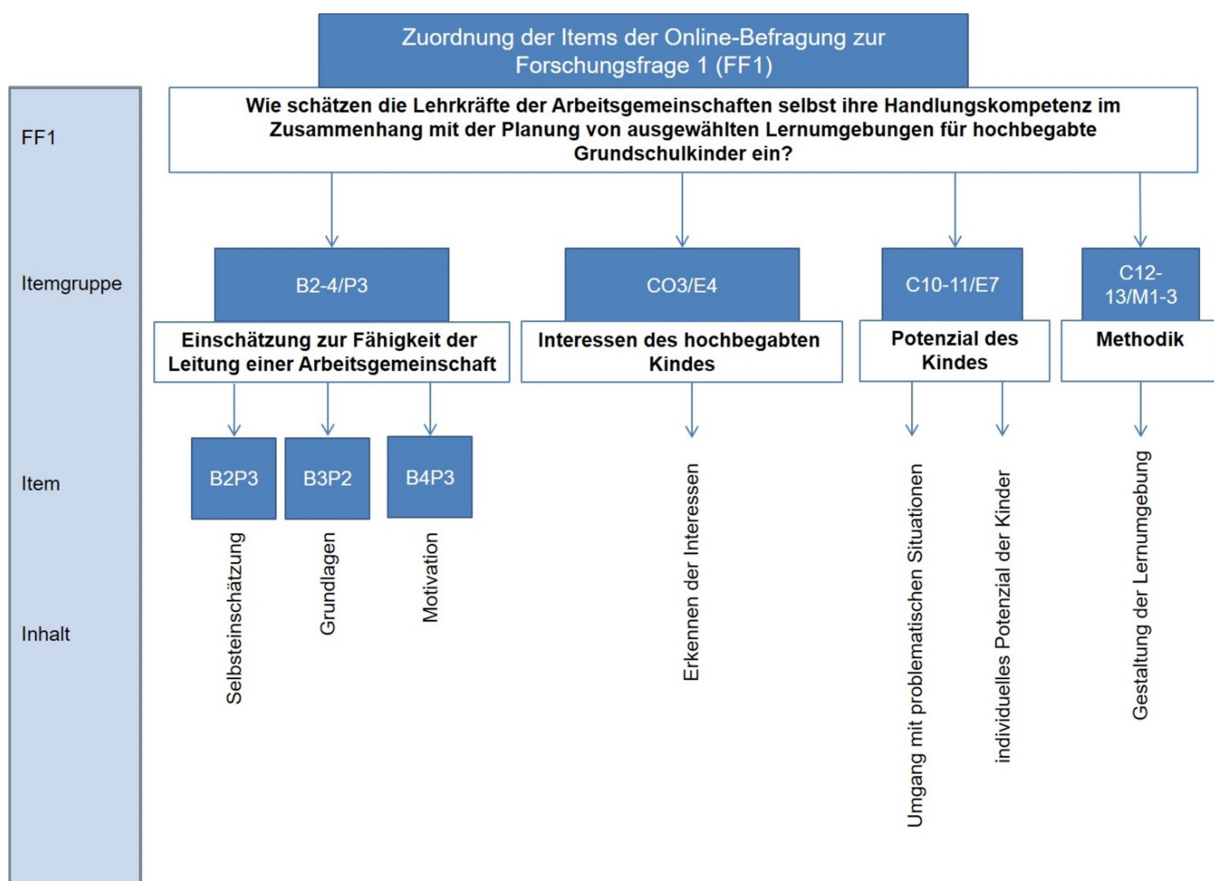 Zuordnung der Items der Online-Befragung zur
Forschungsfrage 1 (FF1)
FF1
Wie schätzen die Lehrkräfte der Arbeitsgemeinschaften selbst ihre Handlungskompetenz im
Zusammenhang mit der Planung von ausgewählten Lernumgebungen für hochbegabte
Grundschulkinder ein?
Itemgruppe
B2-4/P3
CO3/E4
C10-11/E7
C12-
13/M1-3
Einschätzung zur Fähigkeit der
Leitung einer Arbeitsgemeinschaft
Interessen des hochbegabten
Kindes
Potenzial des
Kindes
Methodik
Item
B2P3
B3P2
B4P3
Inhalt
Selbsteinschätzung
Grundlagen
Motivation
Erkennen der Interessen
Umgang mit problematischen Situationen
individuelles Potenzial der Kinder
Gestaltung der Lernumgebung